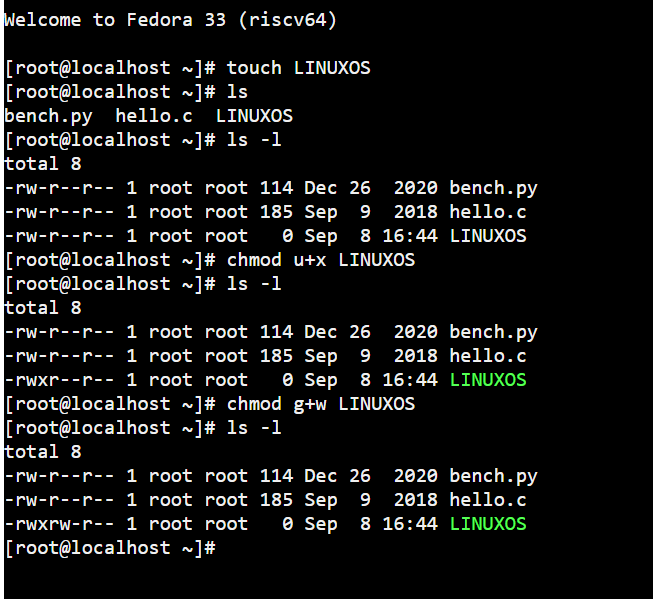 Welcome to Fedora 33 (riscv64)
[root@localhost ~]# touch LINUXOS
[root@localhost ~]# ls
bench.py  hello.c  LINUXOS
[root@localhost ~]# ls -l
total 8
-rw-r--r-- 1 root root 114 Dec 26  2020 bench.py
-rw-r--r-- 1 root root 185 Sep  9  2018 hello.c
-rw-r--r-- 1 root root   0 Sep  8 16:44 LINUXOS
[root@localhost ~]# chmod u+x LINUXOS
[root@localhost ~]# ls -l
total 8
-rw-r--r-- 1 root root 114 Dec 26  2020 bench.py
-rw-r--r-- 1 root root 185 Sep  9  2018 hello.c
-rwxr--r-- 1 root root   0 Sep  8 16:44 LINUXOS
[root@localhost ~]# chmod g+w LINUXOS
[root@localhost ~]# ls -l
total 8
-rw-r--r-- 1 root root 114 Dec 26  2020 bench.py
-rw-r--r-- 1 root root 185 Sep  9  2018 hello.c
-rwxrw-r-- 1 root root   0 Sep  8 16:44 LINUXOS
[root@localhost ~]#